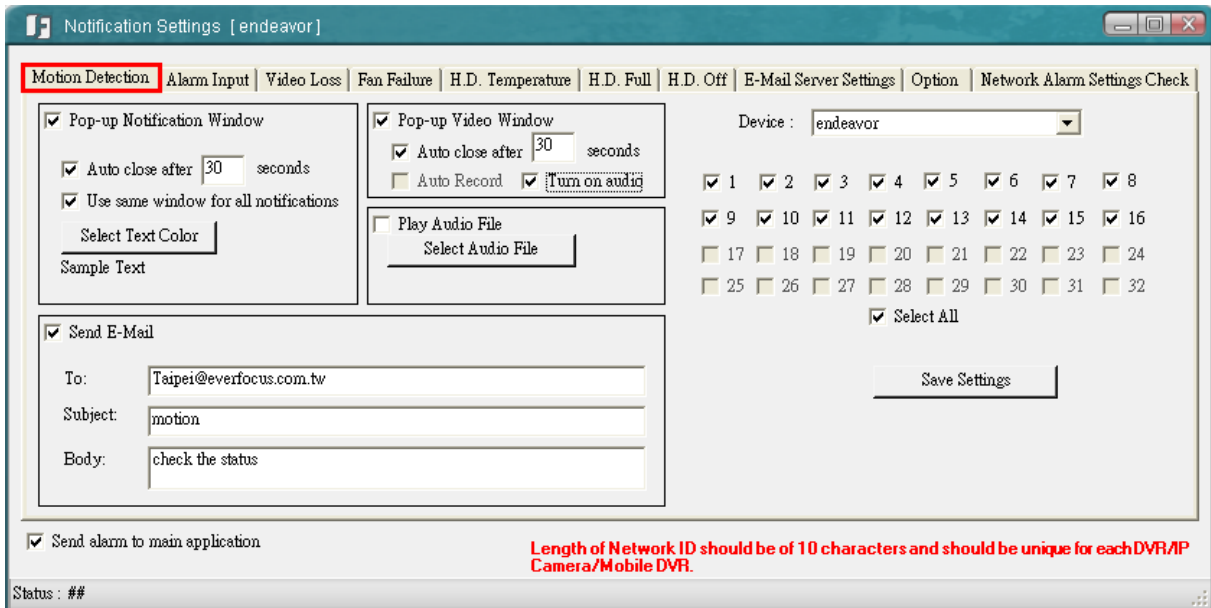 Notification Settings [ endeavor ]
Motion Detection Alarm Input Video Loss Fan Failure H.D. Temperature H.D. Full H.D. Off E-Mail Server Settings Option Network Alarm Settings Check
Pop-up Notification Window
Auto close after 30 seconds
Use same window for all notifications
Select Text Color
Sample Text
Pop-up Video Window
Auto close after 30 seconds
Auto Record Turn on audio
Play Audio File
Select Audio File
Device : endeavor
1 2 3 4 5 6 7 8
9 10 11 12 13 14 15 16
17 18 19 20 21 22 23 24
25 26 27 28 29 30 31 32
Select All
Save Settings
Send E-Mail
To: Taipei@everfocus.com.tw
Subject: motion
Body: check the status
Send alarm to main application
Length of Network ID should be of 10 characters and should be unique for each DVR/IP
Camera/Mobile DVR.
Status : ##